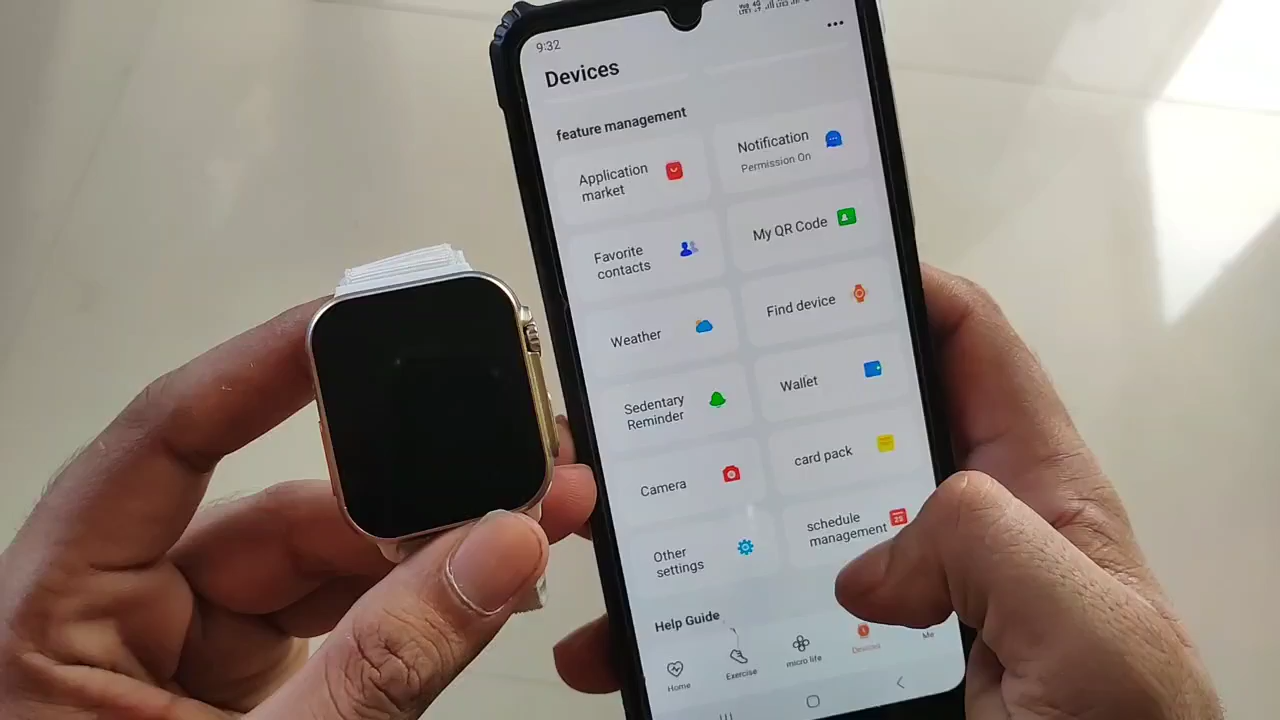 9:32
Devices
feature management
Application
market
Notification
Permission On
Favorite
contacts
My QR Code
Weather
Find device
Sedentary
Reminder
Wallet
Camera
card pack
Other
settings
schedule
management
Help Guide
Home
Exercise
micro life
Devices
Me